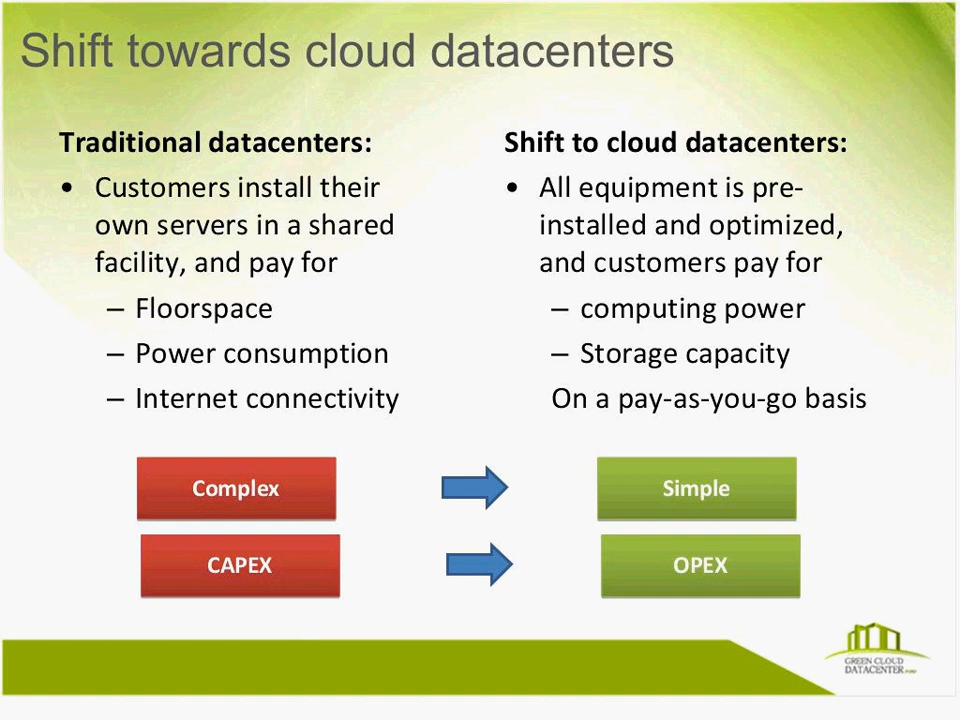 Shift towards cloud datacenters
Traditional datacenters:
• Customers install their
own servers in a shared
facility, and pay for
– Floorspace
– Power consumption
– Internet connectivity
Shift to cloud datacenters:
• All equipment is pre-
installed and optimized,
and customers pay for
– computing power
– Storage capacity
On a pay-as-you-go basis
Complex
Simple
CAPEX
OPEX
GREEN CLOUD
DATACENTER